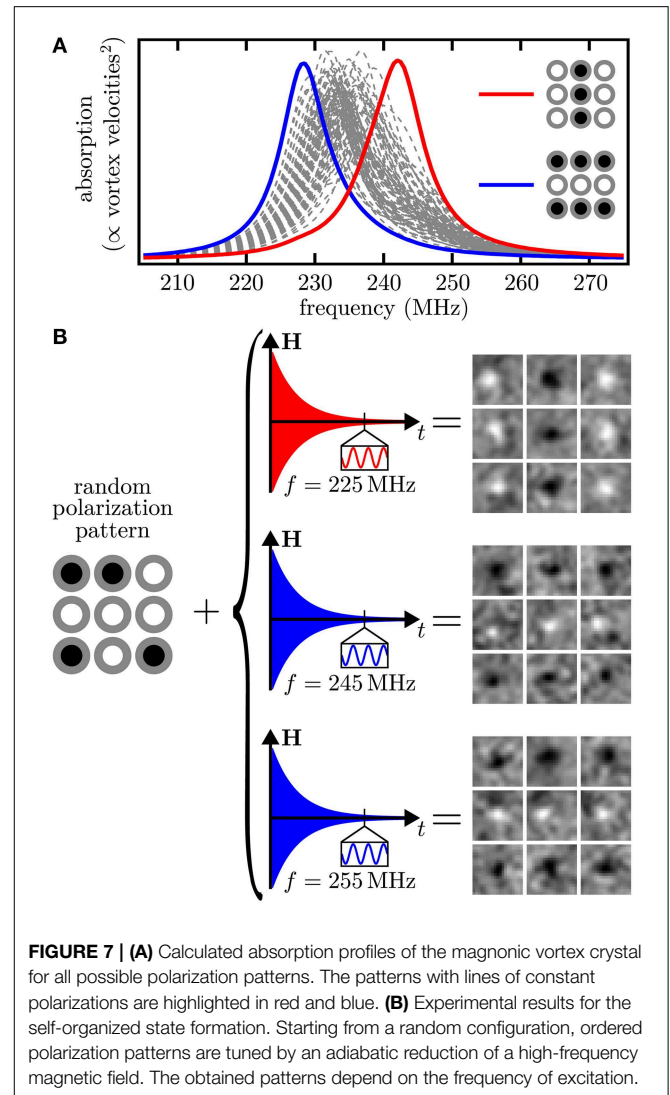 A
absorption
(∝ vortex velocities²)
210 220 230 240 250 260 270
frequency (MHz)
B
random
polarization
pattern
+
H
t =
f = 225 MHz
H
t =
f = 245 MHz
H
t =
f = 255 MHz
FIGURE 7 | (A) Calculated absorption profiles of the magnonic vortex crystal
for all possible polarization patterns. The patterns with lines of constant
polarizations are highlighted in red and blue. (B) Experimental results for the
self-organized state formation. Starting from a random configuration, ordered
polarization patterns are tuned by an adiabatic reduction of a high-frequency
magnetic field. The obtained patterns depend on the frequency of excitation.